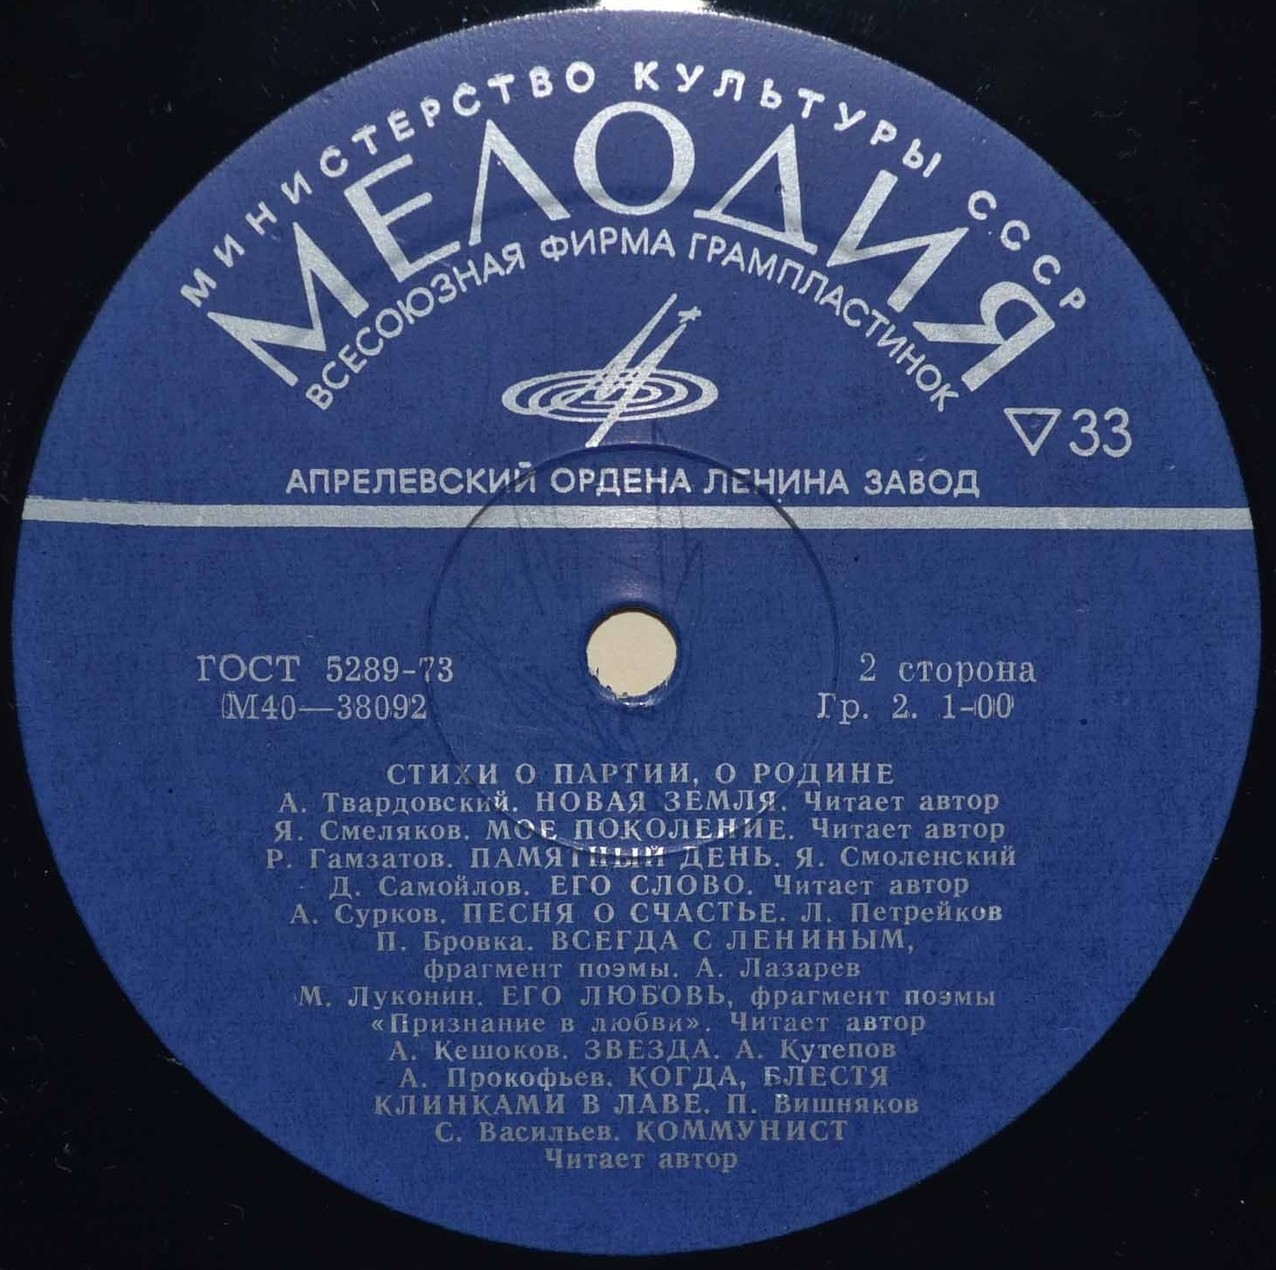 МИНИСТЕРСТВО КУЛЬТУРЫ СССР
МЕЛОДИЯ
ВСЕСОЮЗНАЯ ФИРМА ГРАМПЛАСТИНОК
33
АПРЕЛЕВСКИЙ ОРДЕНА ЛЕНИНА ЗАВОД
ГОСТ 5289-73
2 сторона
М40—38092
Гр. 2. 1-00
СТИХИ О ПАРТИИ, О РОДИНЕ
А. Твардовский. НОВАЯ ЗЕМЛЯ. Читает автор
Я. Смеляков. МОЕ ПОКОЛЕНИЕ. Читает автор
Р. Гамзатов. ПАМЯТНЫЙ ДЕНЬ. Я. Смоленский
Д. Самойлов. ЕГО СЛОВО. Читает автор
А. Сурков. ПЕСНЯ О СЧАСТЬЕ. Л. Петрейков
П. Бровка. ВСЕГДА С ЛЕНИНЫМ,
фрагмент поэмы. А. Лазарев
М. Луконин. ЕГО ЛЮБОВЬ, фрагмент поэмы
«Признание в любви». Читает автор
А. Кешоков. ЗВЕЗДА. А. Кутепов
А. Прокофьев. КОГДА, БЛЕСТЯ
КЛИНКАМИ В ЛАВЕ. П. Вишняков
С. Васильев. КОММУНИСТ
Читает автор